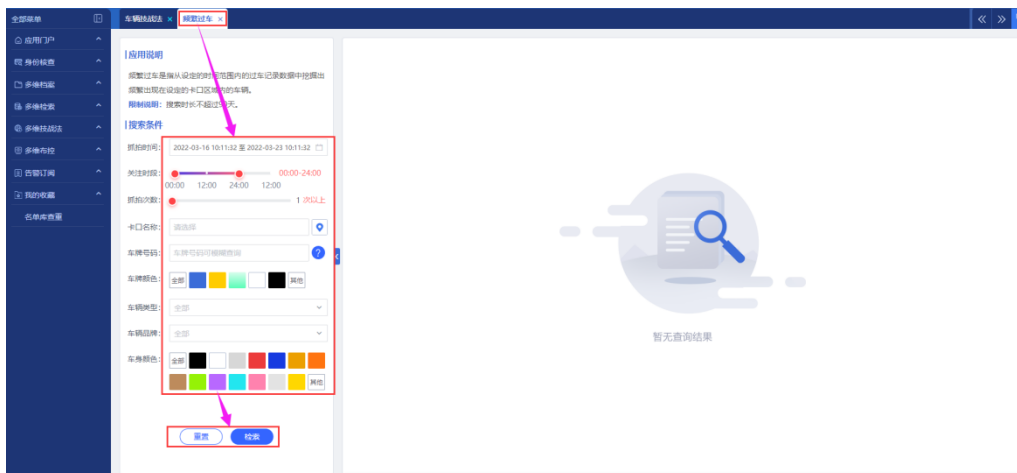 全部菜单
车辆技战法 ×
频繁过车 ×
应用门户
身份核查
多维档案
多维检索
多维技战法
多维布控
告警订阅
我的收藏
名单库查重
应用说明
频繁过车是指从设定的时间范围内的过车记录数据中挖掘出
频繁出现在设定的卡口区域内的车辆。
限制说明：搜索时长不超过 天。
搜索条件
抓拍时间： 2022-03-16 10:11:32 至 2022-03-23 10:11:32
关注时段： 00:00-24:00
00:00 12:00 24:00 12:00
抓拍次数： 1 次以上
卡口名称： 请选择
车牌号码： 车牌号码可模糊查询 ?
车牌颜色： 全部 其他
车辆类型： 全部
车辆品牌： 全部
车身颜色： 全部
其他
重置 检索
暂无查询结果